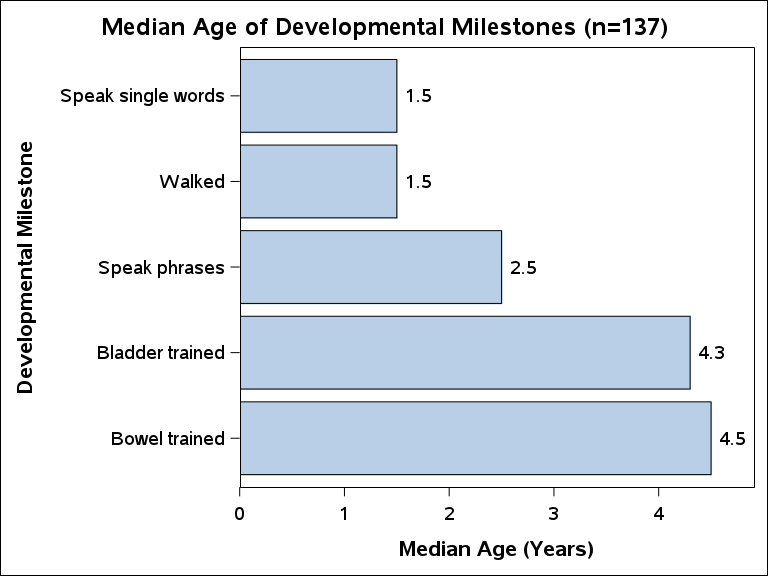 Median Age of Developmental Milestones (n=137)
Developmental Milestone
Speak single words
1.5
Walked
1.5
Speak phrases
2.5
Bladder trained
4.3
Bowel trained
4.5
0 1 2 3 4
Median Age (Years)